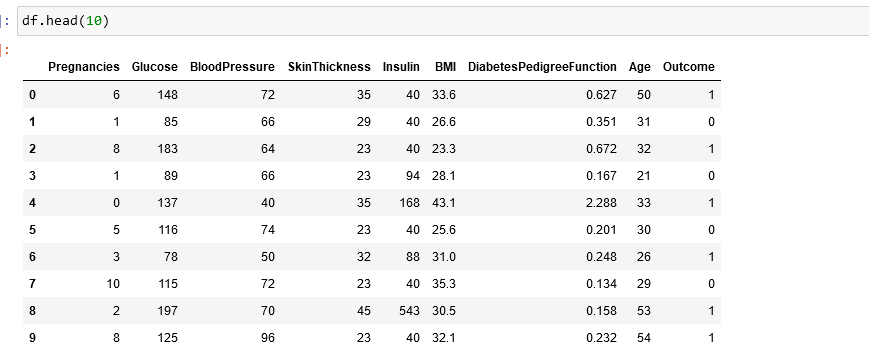 ]: df.head(10)
]:
Pregnancies Glucose BloodPressure SkinThickness Insulin BMI DiabetesPedigreeFunction Age Outcome
0 6 148 72 35 40 33.6 0.627 50 1
1 1 85 66 29 40 26.6 0.351 31 0
2 8 183 64 23 40 23.3 0.672 32 1
3 1 89 66 23 94 28.1 0.167 21 0
4 0 137 40 35 168 43.1 2.288 33 1
5 5 116 74 23 40 25.6 0.201 30 0
6 3 78 50 32 88 31.0 0.248 26 1
7 10 115 72 23 40 35.3 0.134 29 0
8 2 197 70 45 543 30.5 0.158 53 1
9 8 125 96 23 40 32.1 0.232 54 1